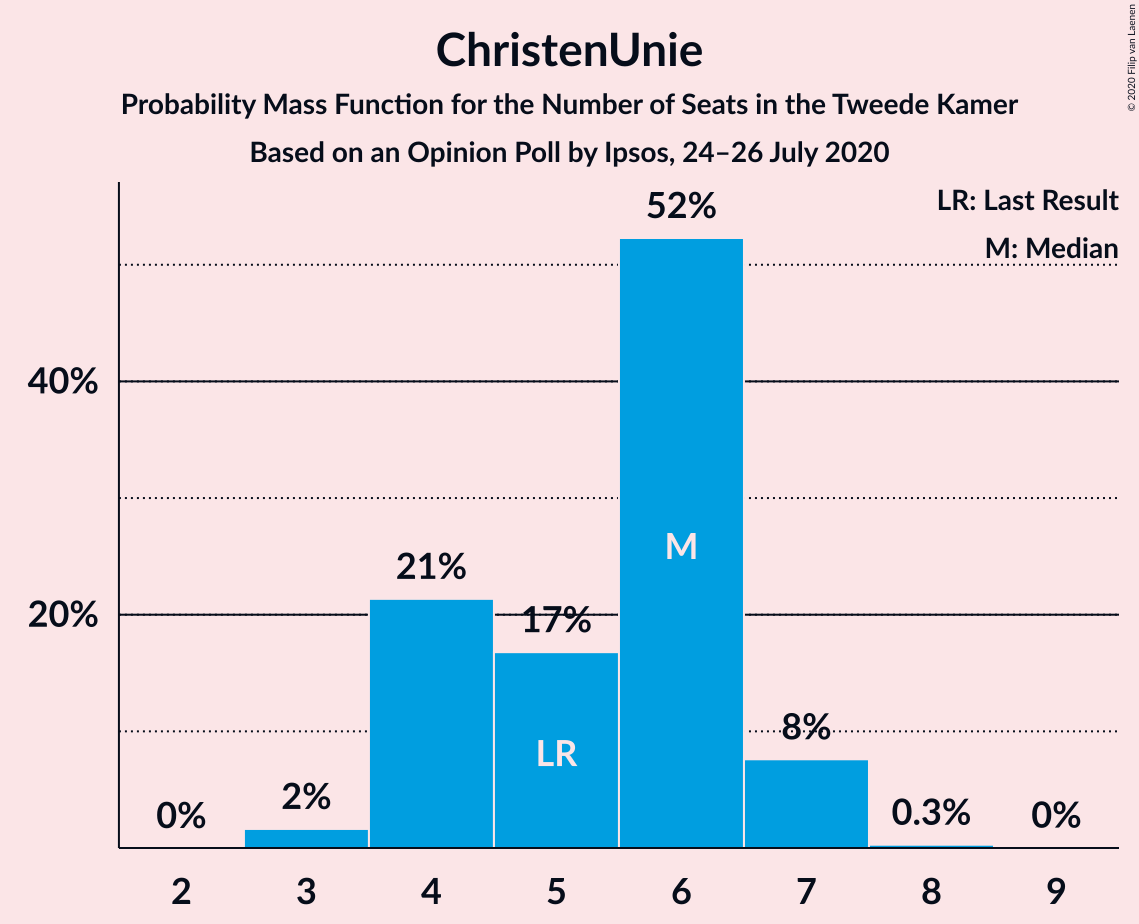 ChristenUnie
Probability Mass Function for the Number of Seats in the Tweede Kamer
Based on an Opinion Poll by Ipsos, 24–26 July 2020
© 2020 Filip van Laenen
LR: Last Result
M: Median
52%
40%
M
21%
20%
17%
8%
LR
2%
0%
0.3%
0%
2 3 4 5 6 7 8 9